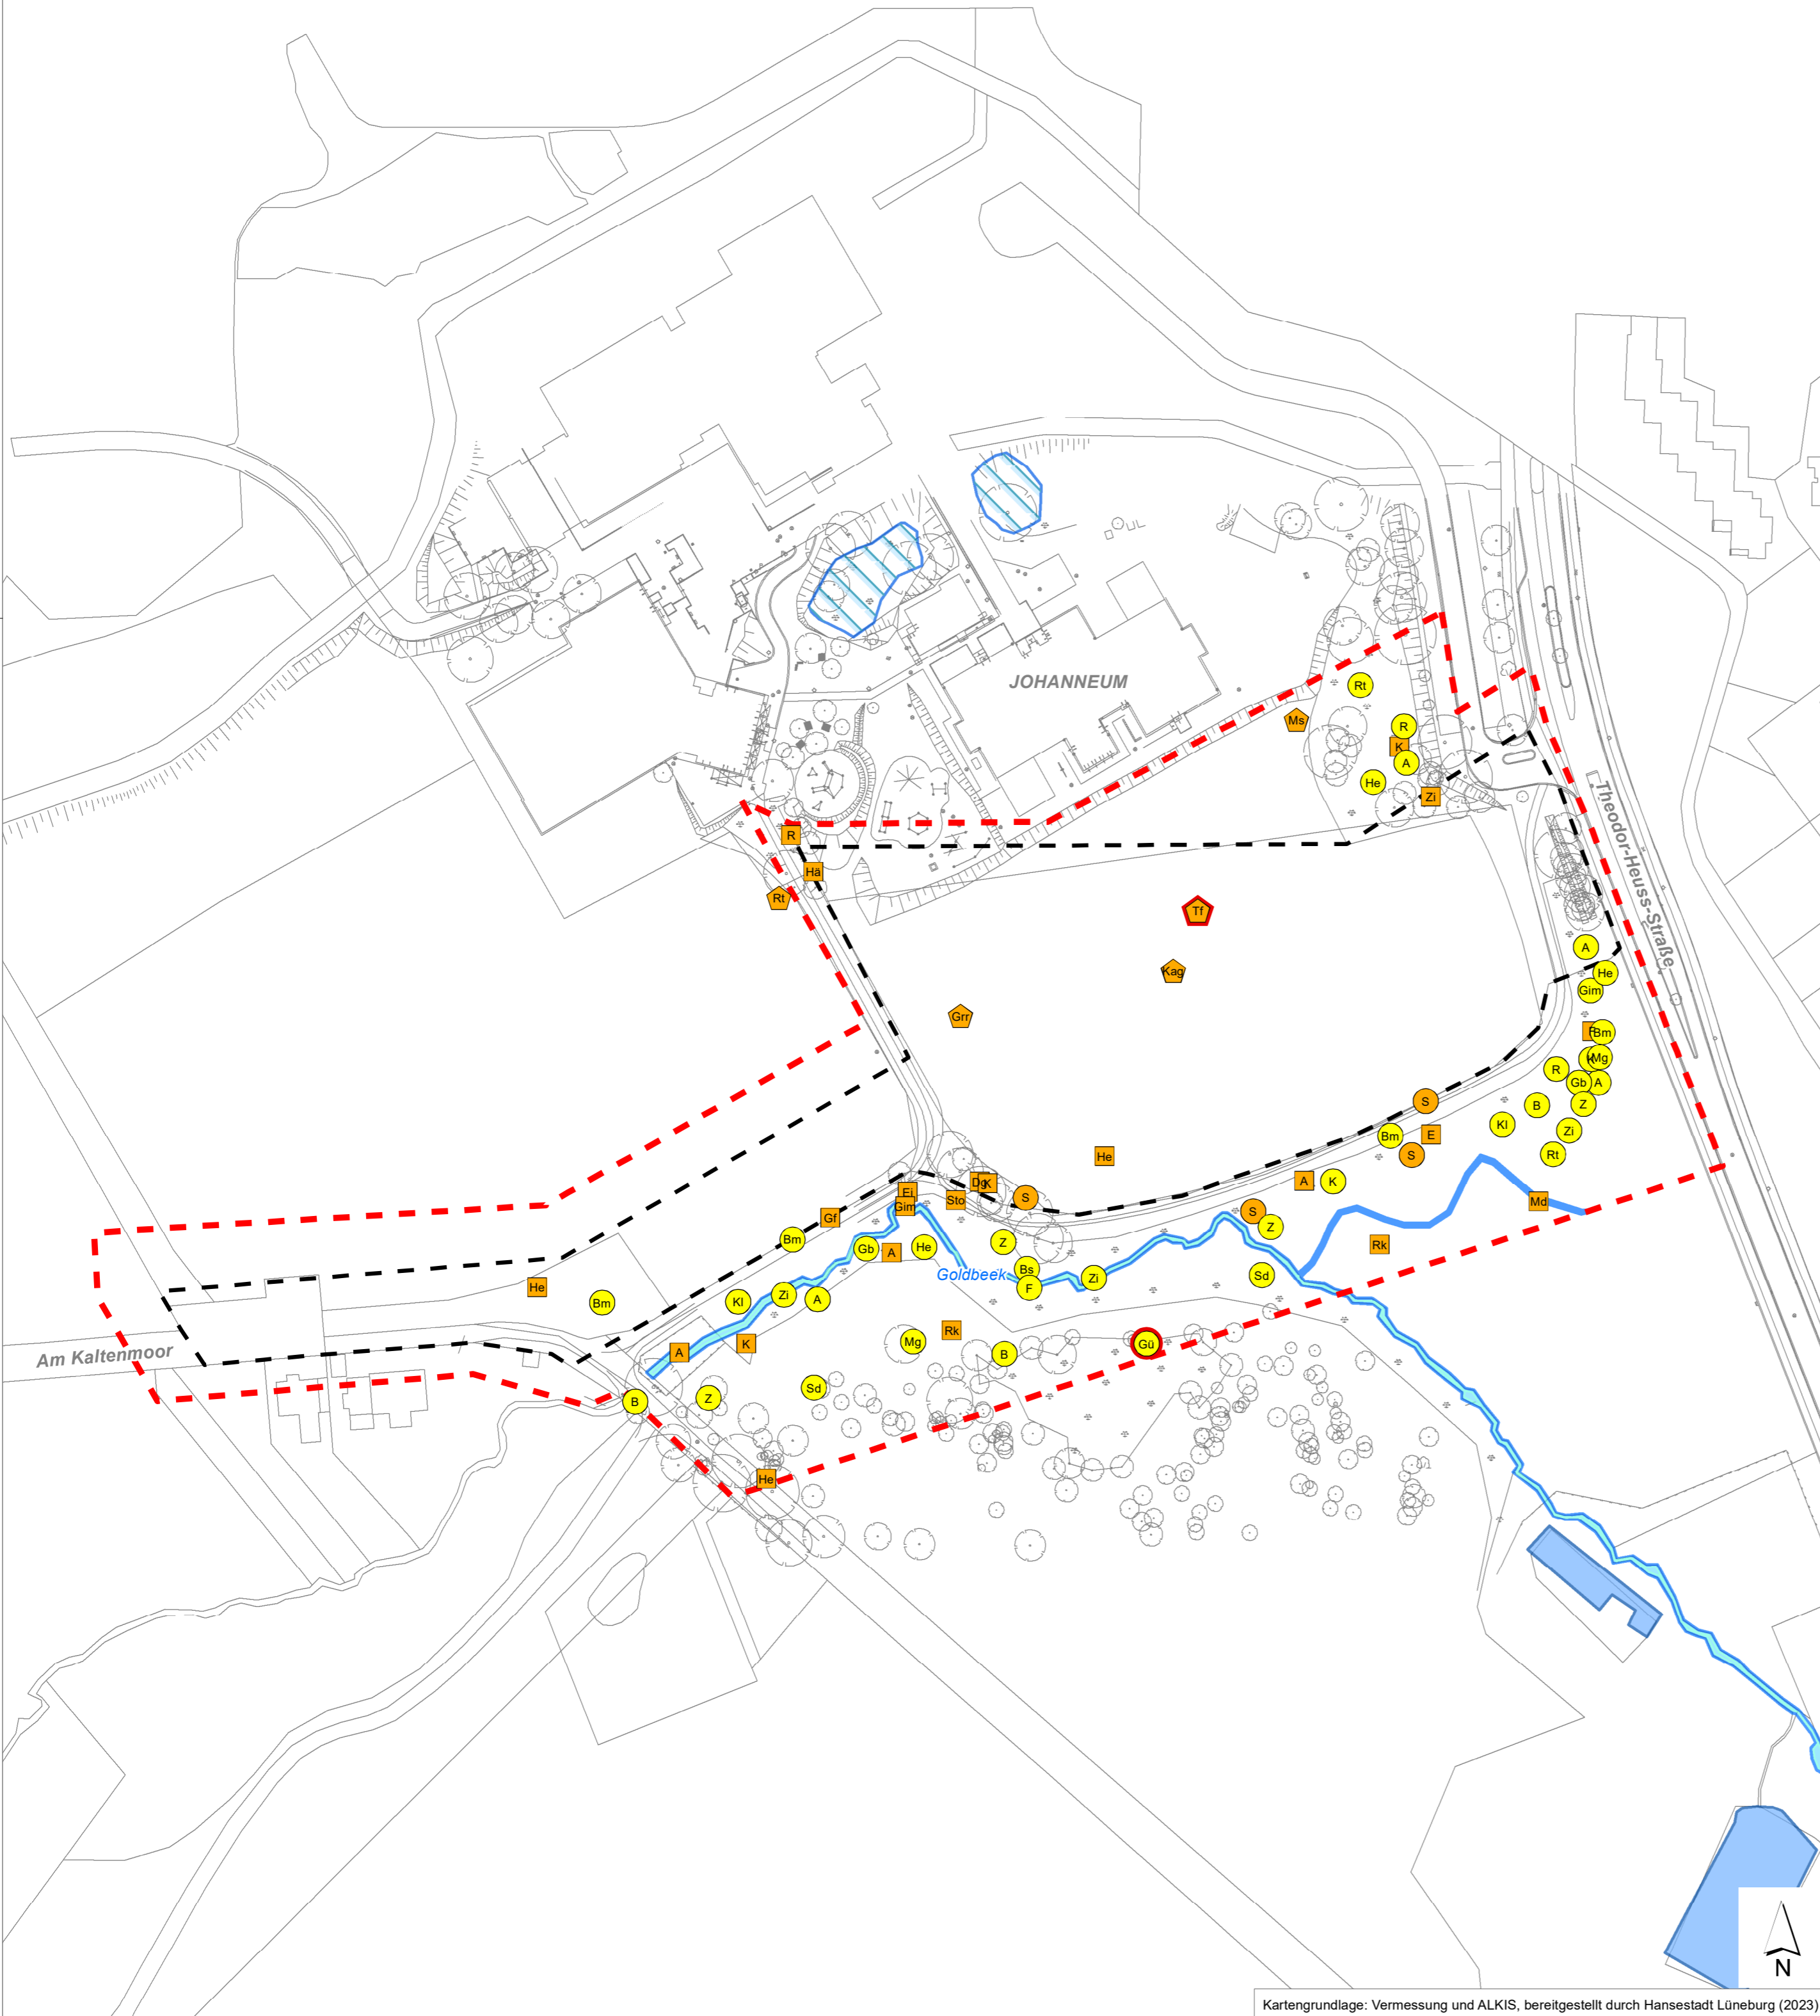 JOHANNEUM
Rt
Ms
R
K
A
He
Zi
Theodor-Heuss-Straße
R
Hä
Rt
Tf
A
Kag
He
Gim
Grr
Bm
Mg
R
Gb
A
S
B
Z
Kl
Zi
Bm
E
He
S
Rt
Dg
K
A
K
Ei
Sto
S
Md
Gim
S
Gf
Z
Bm
Gb
A
He
Z
Rk
Bs
Goldbeek
Sd
Zi
He
F
Bm
Kl
Zi
A
Rk
Mg
K
Gü
A
B
Am Kaltenmoor
Sd
Z
B
He
N
Kartengrundlage: Vermessung und ALKIS, bereitgestellt durch Hansestadt Lüneburg (2023)